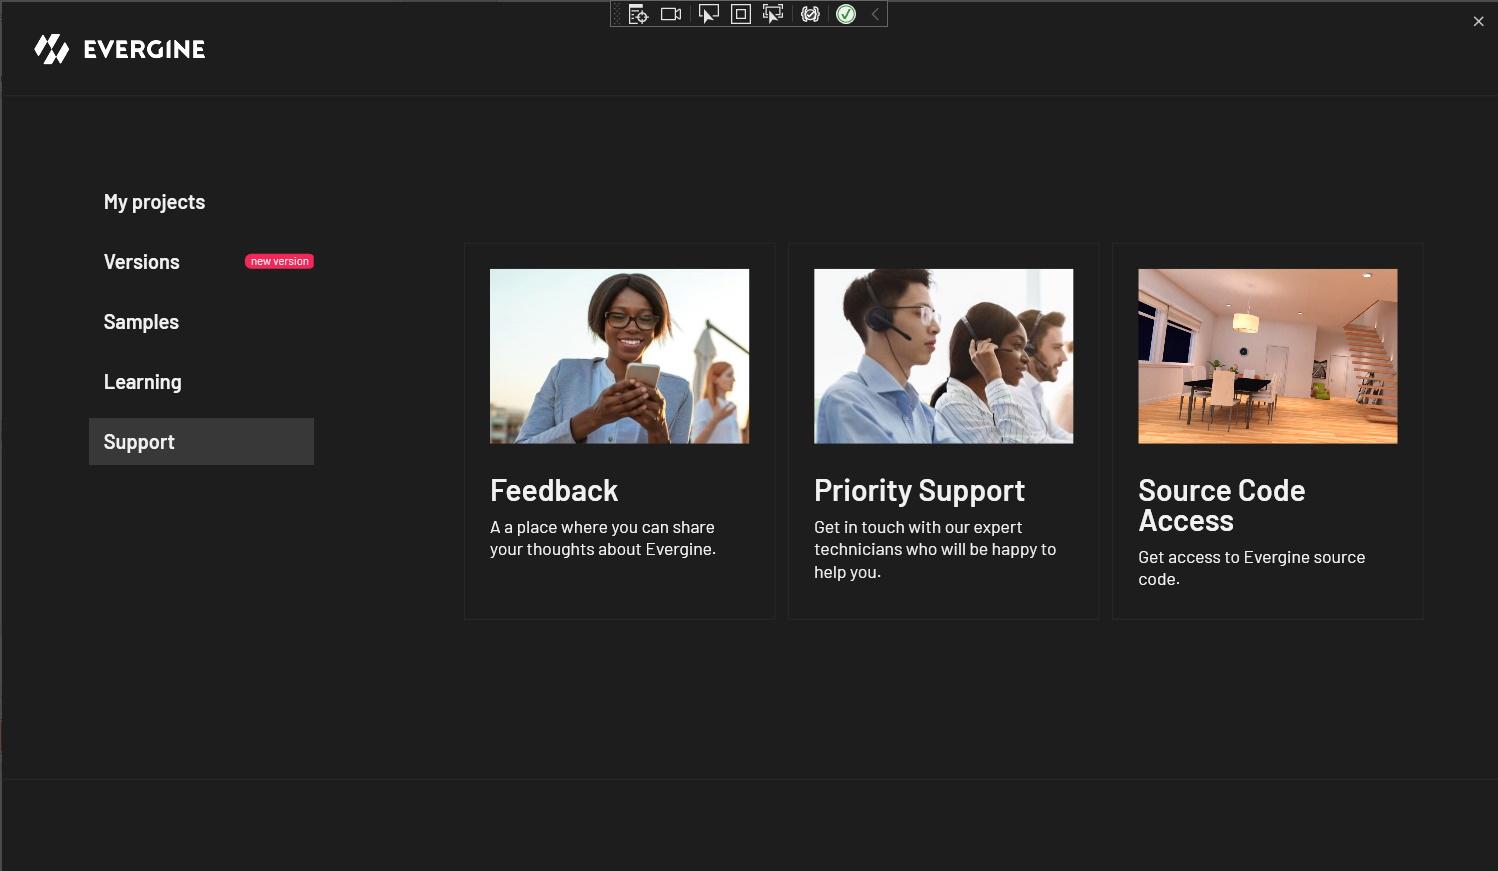 EVERGINE
My projects
Versions
new version
Samples
Learning
Support
Feedback
A a place where you can share
your thoughts about Evergine.
Priority Support
Get in touch with our expert
technicians who will be happy to
help you.
Source Code
Access
Get access to Evergine source
code.